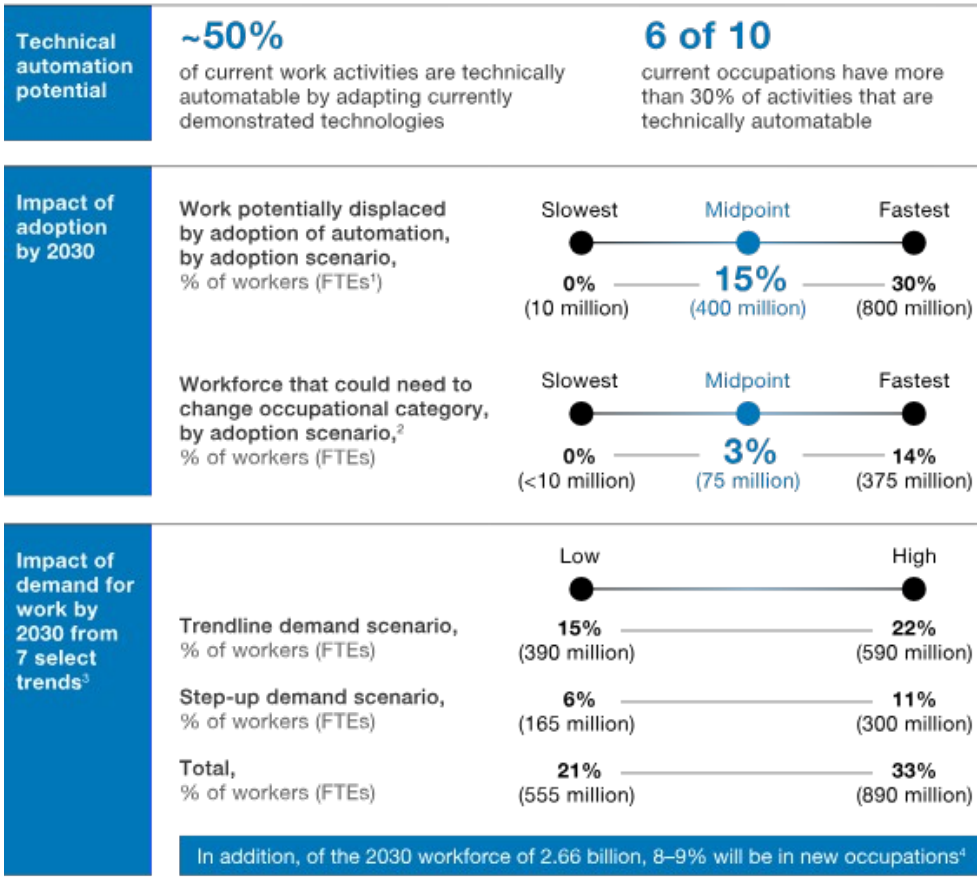 Technical
automation
potential
~50%
of current work activities are technically
automatable by adapting currently
demonstrated technologies
6 of 10
current occupations have more
than 30% of activities that are
technically automatable
Impact of
adoption
by 2030
Work potentially displaced
by adoption of automation,
by adoption scenario,
% of workers (FTEs¹)
Slowest Midpoint Fastest
0% 15% 30%
(10 million) (400 million) (800 million)
Workforce that could need to
change occupational category,
by adoption scenario,²
% of workers (FTEs)
Slowest Midpoint Fastest
0% 3% 14%
(<10 million) (75 million) (375 million)
Impact of
demand for
work by
2030 from
7 select
trends³
Low High
Trendline demand scenario,
% of workers (FTEs)
15% 22%
(390 million) (590 million)
Step-up demand scenario,
% of workers (FTEs)
6% 11%
(165 million) (300 million)
Total,
% of workers (FTEs)
21% 33%
(555 million) (890 million)
In addition, of the 2030 workforce of 2.66 billion, 8–9% will be in new occupations⁴